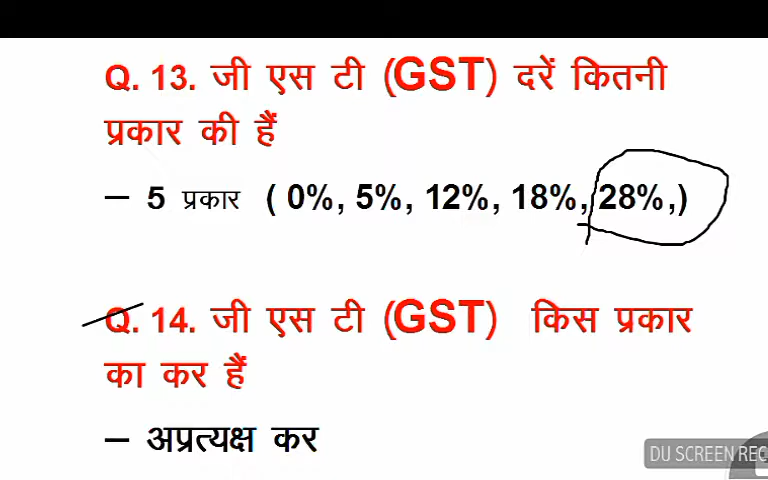 Q. 13. जी एस टी (GST) दरें कितनी
प्रकार की हैं
– 5 प्रकार ( 0%, 5%, 12%, 18%, 28%,)
Q. 14. जी एस टी (GST) किस प्रकार
का कर हैं
– अप्रत्यक्ष कर
DU SCREEN REC